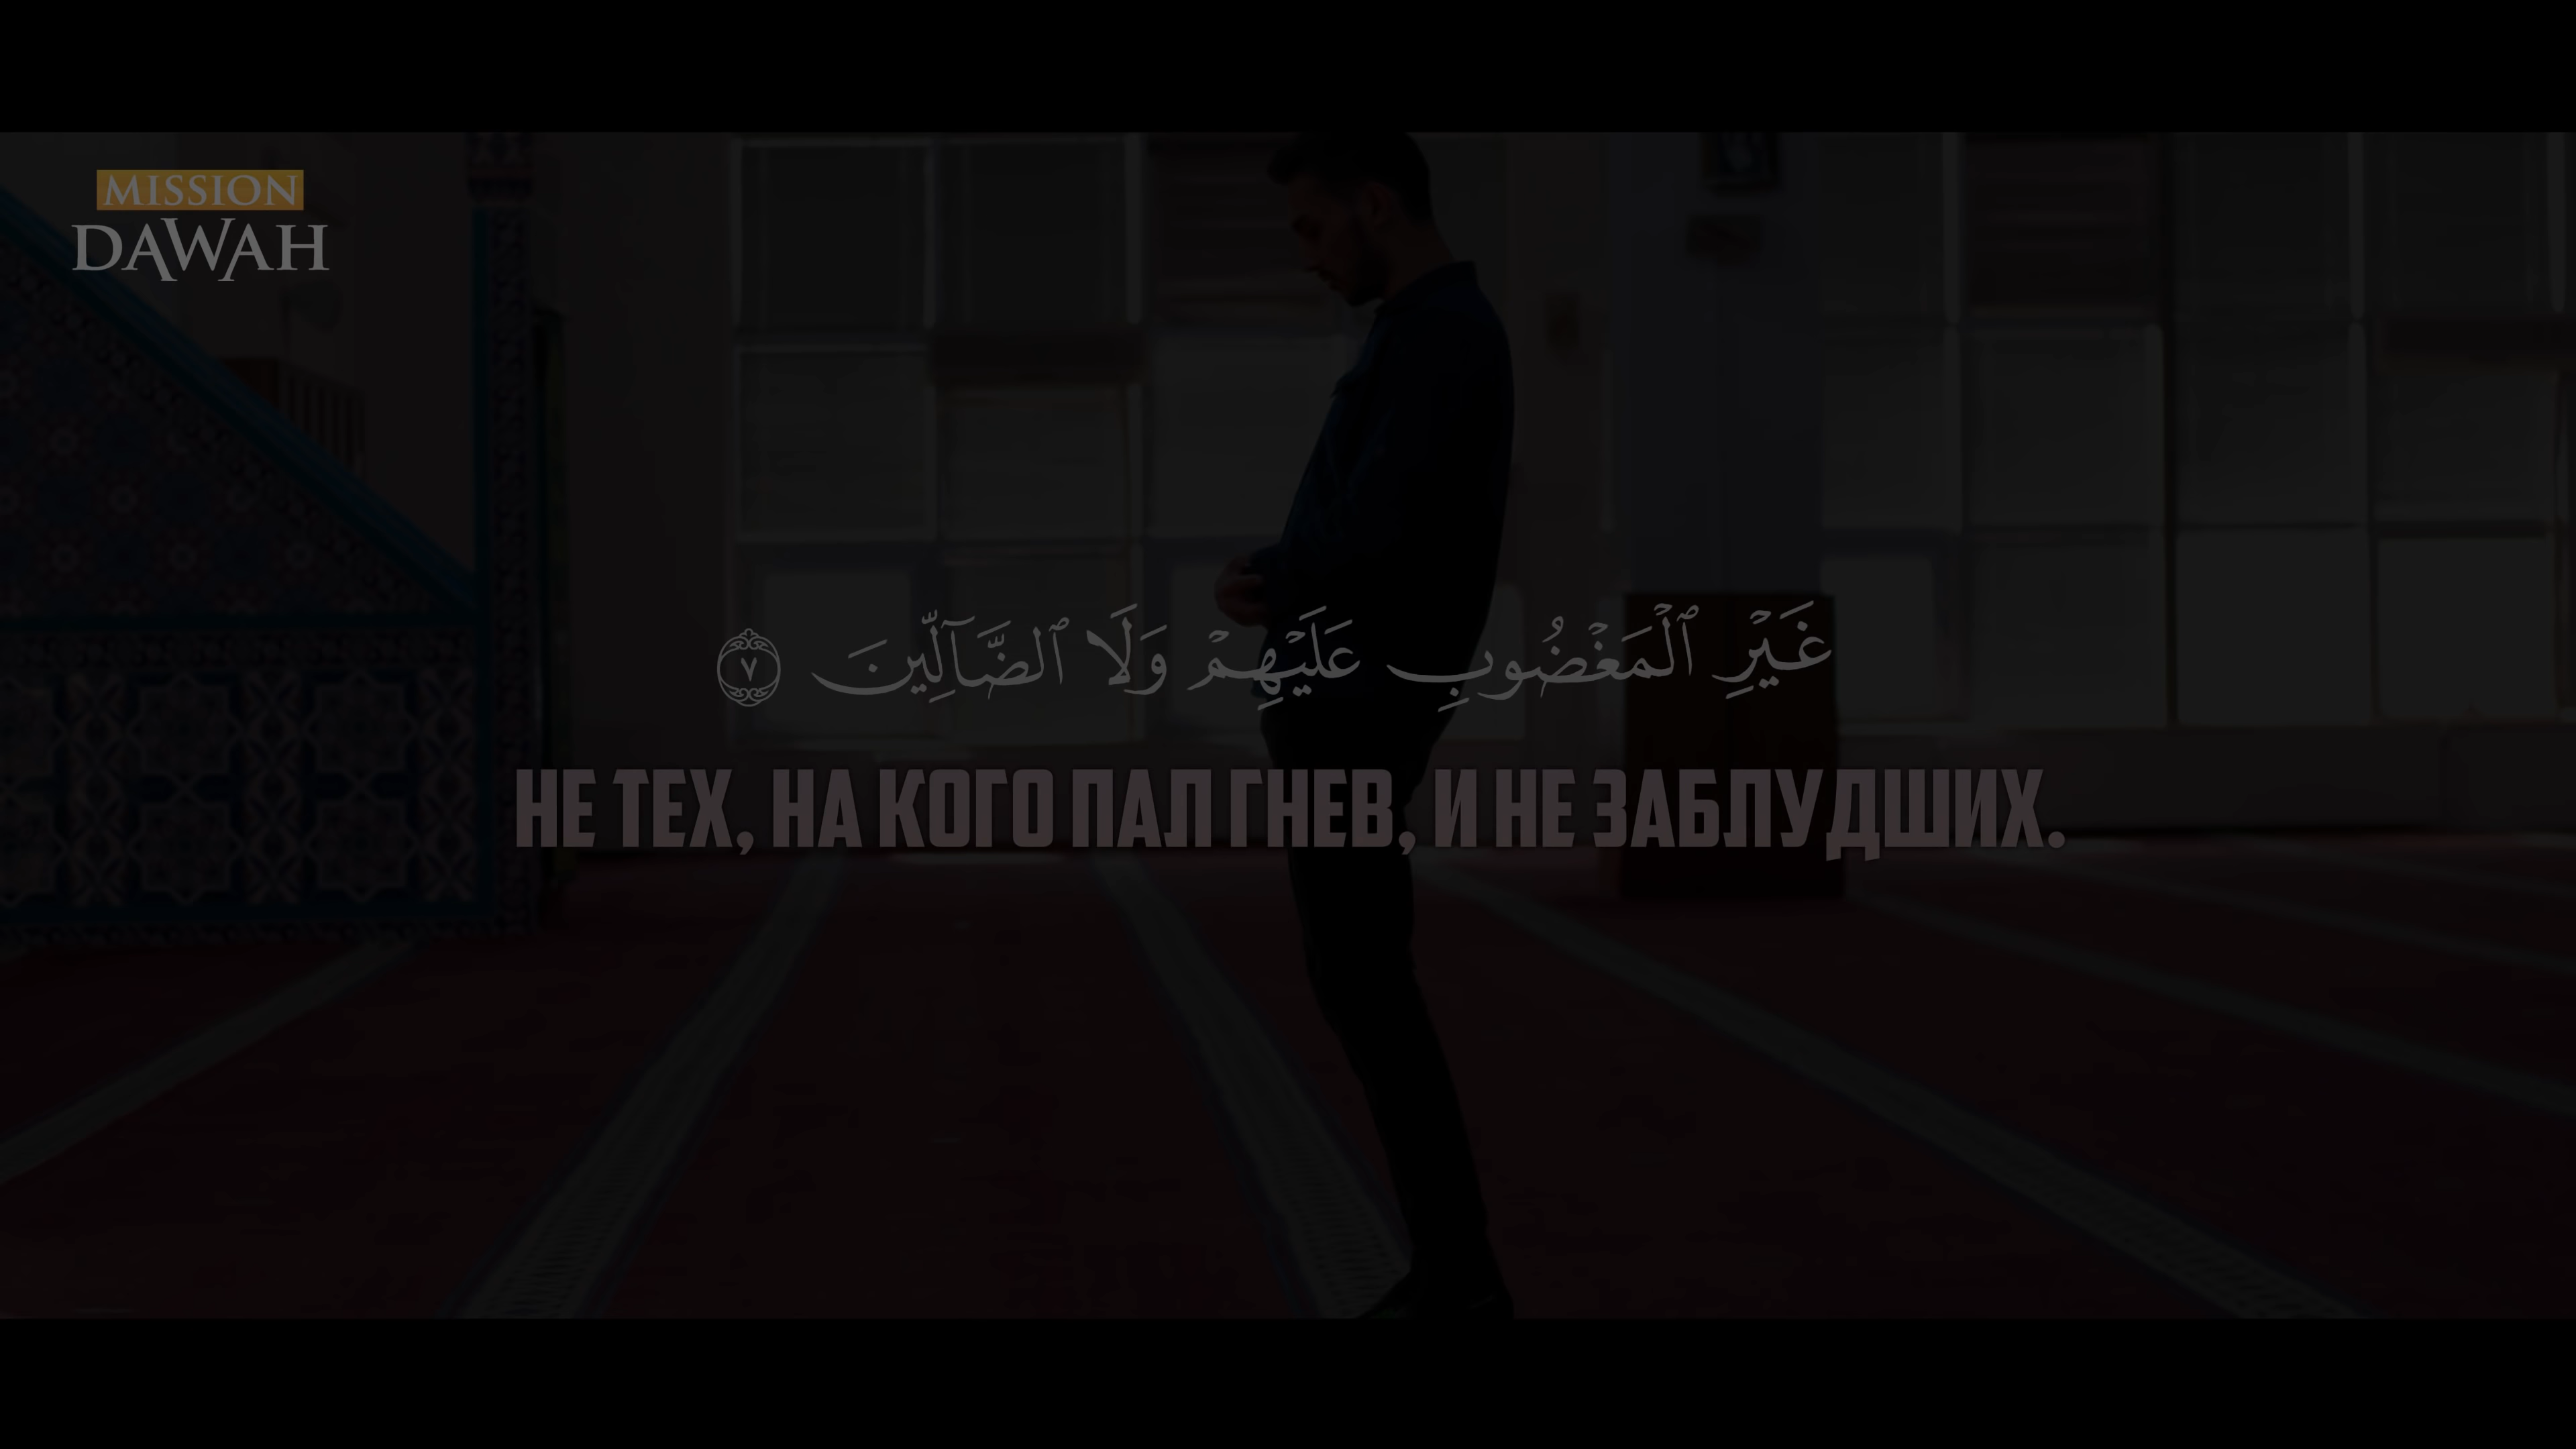 MISSION
DAWAH
غَيْرِ ٱلْمَغْضُوبِ عَلَيْهِمْ وَلَا ٱلضَّآلِّينَ ٧
НЕ ТЕХ, НА КОГО ПАЛ ГНЕВ, И НЕ ЗАБЛУДШИХ.